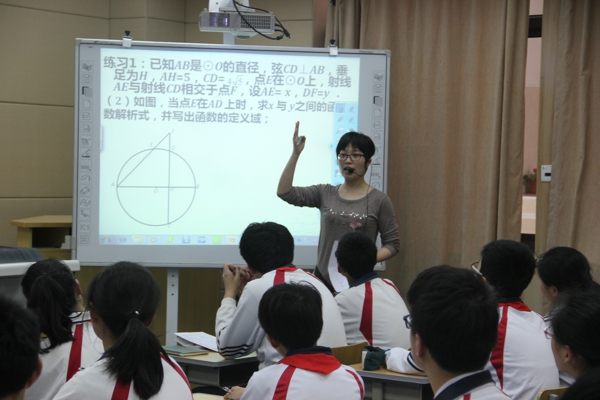 练习1：已知AB是⊙O的直径，弦CD⊥AB，垂
足为H，AH=5，CD= ，点E在⊙O上，射线
AE与射线CD相交于点F，设AE= x，DF=y ．
（2）如图，当点E在AD上时，求x与y之间的函
数解析式，并写出函数的定义域；